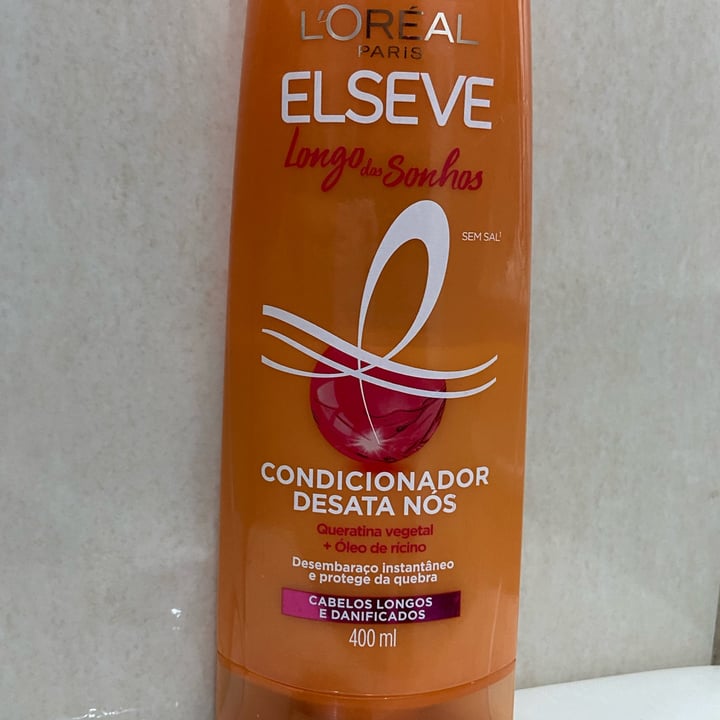 L'ORÉAL
PARIS
ELSEVE
Longo dos Sonhos
SEM SAL¹
CONDICIONADOR
DESATA NÓS
Queratina vegetal
+ Óleo de rícino
Desembaraço instantâneo
e protege da quebra
CABELOS LONGOS
E DANIFICADOS
400 ml